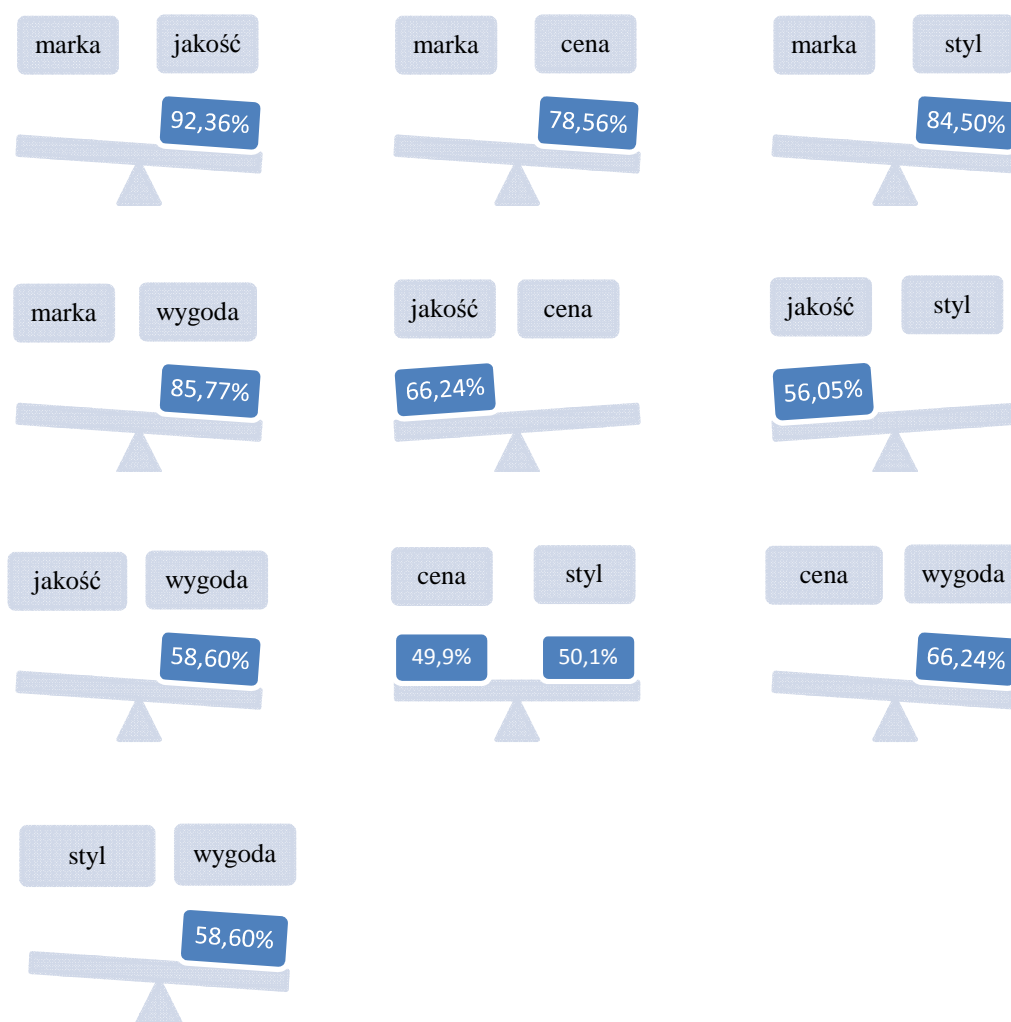 marka jakość
92,36%
marka cena
78,56%
marka styl
84,50%
marka wygoda
85,77%
jakość cena
66,24%
jakość styl
56,05%
jakość wygoda
58,60%
cena styl
49,9% 50,1%
cena wygoda
66,24%
styl wygoda
58,60%